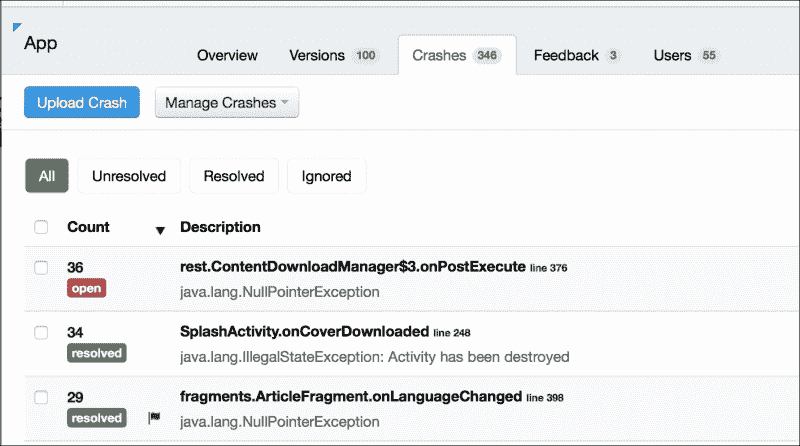 App
Overview Versions 100 Crashes 346 Feedback 3 Users 55
Upload Crash Manage Crashes
All Unresolved Resolved Ignored
Count Description
36 rest.ContentDownloadManager$3.onPostExecute line 376
open java.lang.NullPointerException
34 SplashActivity.onCoverDownloaded line 248
resolved java.lang.IllegalStateException: Activity has been destroyed
29 fragments.ArticleFragment.onLanguageChanged line 398
resolved java.lang.NullPointerException